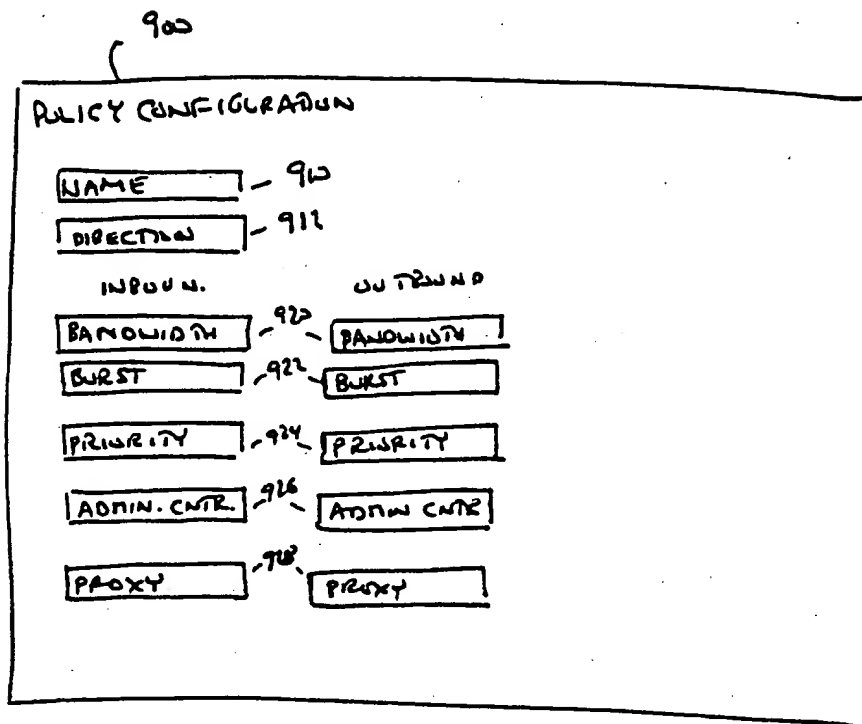 900
POLICY CONFIGURATION
NAME 910
DIRECTION 912
INBOUN. OUTBOUND
BANDWIDTH 920 BANDWIDTH
BURST 922 BURST
PRIORITY 924 PRIORITY
ADMIN. CNTR. 926 ADMIN CNTR
PROXY 928 PROXY